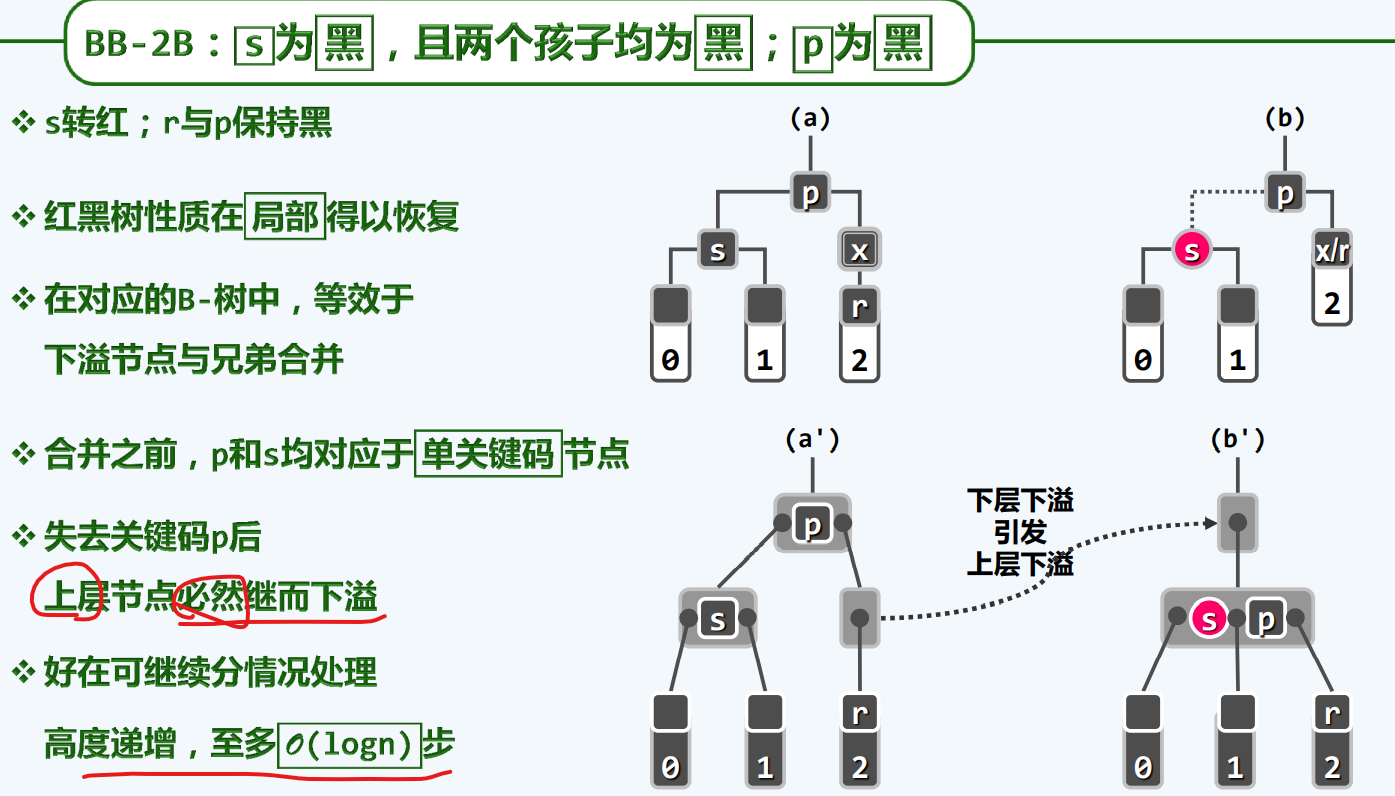 BB-2B：s为黑，且两个孩子均为黑；p为黑
❖ s转红；r与p保持黑
❖ 红黑树性质在局部得以恢复
❖ 在对应的B-树中，等效于
下溢节点与兄弟合并
❖ 合并之前，p和s均对应于单关键码节点
❖ 失去关键码p后
上层节点必然继而下溢
❖ 好在可继续分情况处理
高度递增，至多O(logn)步
(a)
p
s x
r
0 1 2
(b)
p
s x/r
2
0 1
(a')
p
s
r
0 1 2
下层下溢
引发
上层下溢
(b')
s p
r
0 1 2